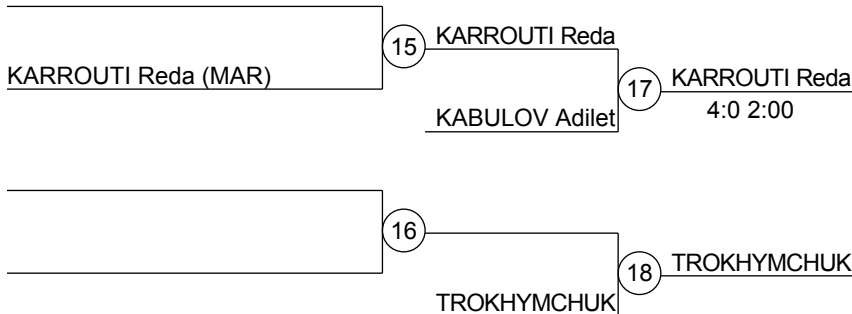 15
KARROUTI Reda
KARROUTI Reda (MAR)
17
KARROUTI Reda
4:0 2:00
KABULOV Adilet
16
18
TROKHYMCHUK
TROKHYMCHUK